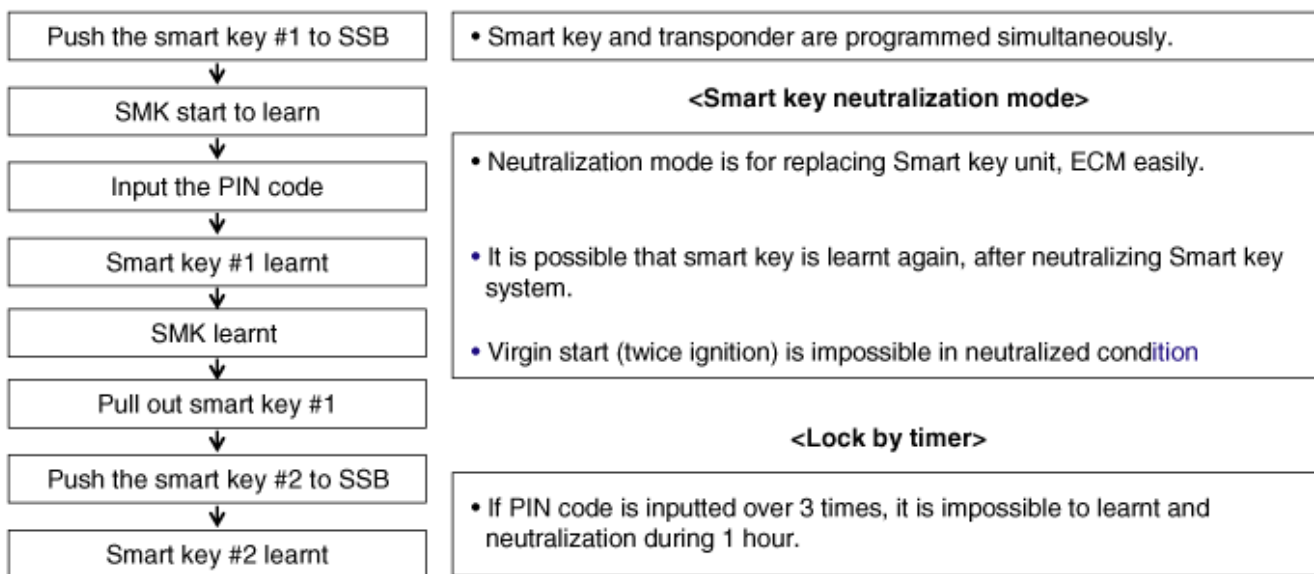 Push the smart key #1 to SSB
SMK start to learn
Input the PIN code
Smart key #1 learnt
SMK learnt
Pull out smart key #1
Push the smart key #2 to SSB
Smart key #2 learnt
• Smart key and transponder are programmed simultaneously.
<Smart key neutralization mode>
• Neutralization mode is for replacing Smart key unit, ECM easily.
• It is possible that smart key is learnt again, after neutralizing Smart key
system.
• Virgin start (twice ignition) is impossible in neutralized condition
<Lock by timer>
• If PIN code is inputted over 3 times, it is impossible to learnt and
neutralization during 1 hour.